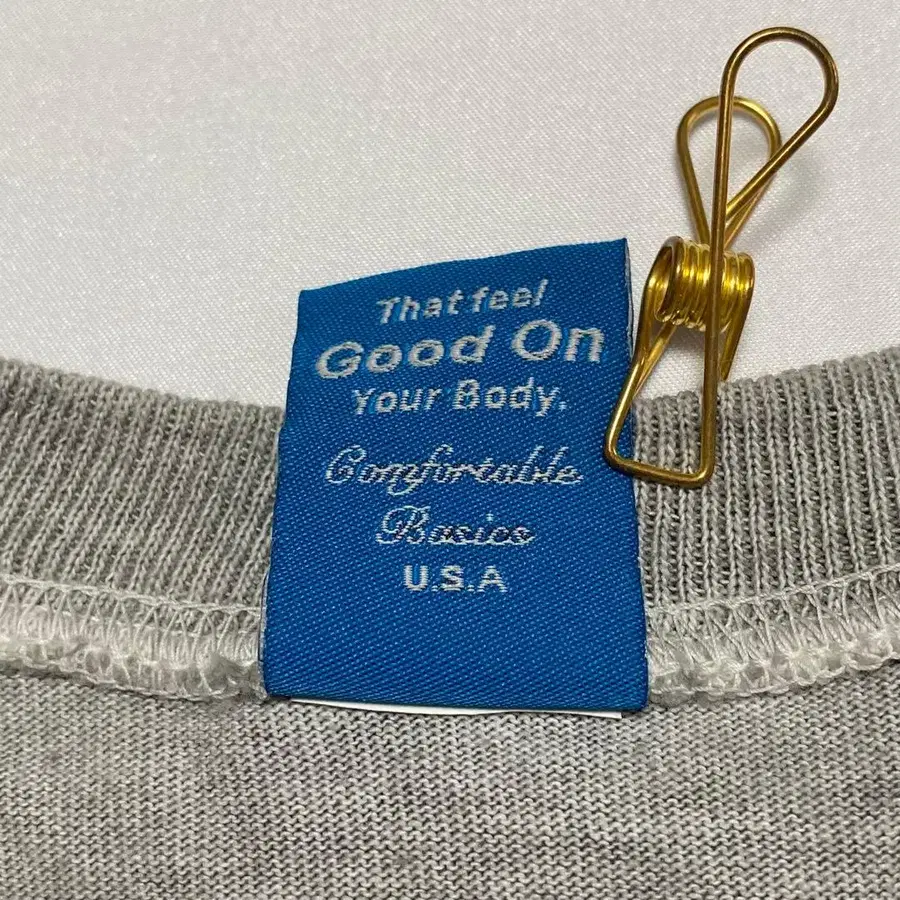 That feel
Good On
Your Body.
Comfortable
Basics
U.S.A